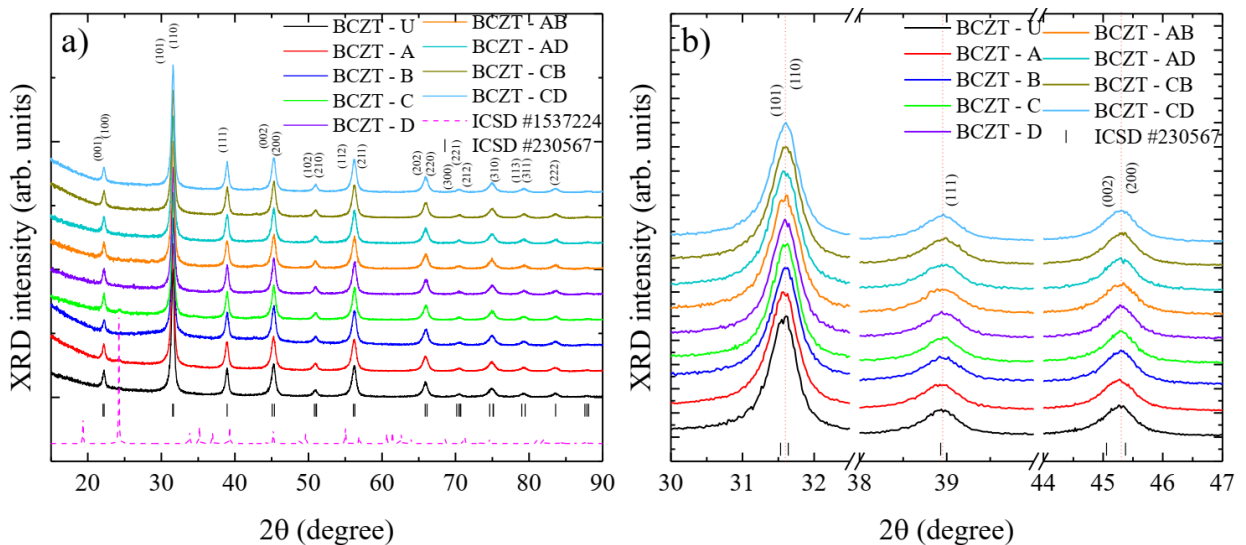 a)
BCZT - U
BCZT - A
BCZT - B
BCZT - C
BCZT - D
BCZT - AB
BCZT - AD
BCZT - CB
BCZT - CD
ICSD #1537224
ICSD #230567
(001)
(100)
(101)
(110)
(111)
(002)
(200)
(102)
(210)
(112)
(211)
(202)
(220)
(300)
(221)
(212)
(310)
(113)
(311)
(222)
XRD intensity (arb. units)
20 30 40 50 60 70 80 90
2θ (degree)
b)
BCZT - U
BCZT - A
BCZT - B
BCZT - C
BCZT - D
BCZT - AB
BCZT - AD
BCZT - CB
BCZT - CD
ICSD #230567
(101)
(110)
(111)
(002)
(200)
XRD intensity (arb. units)
30 31 32 38 39 44 45 46 47
2θ (degree)